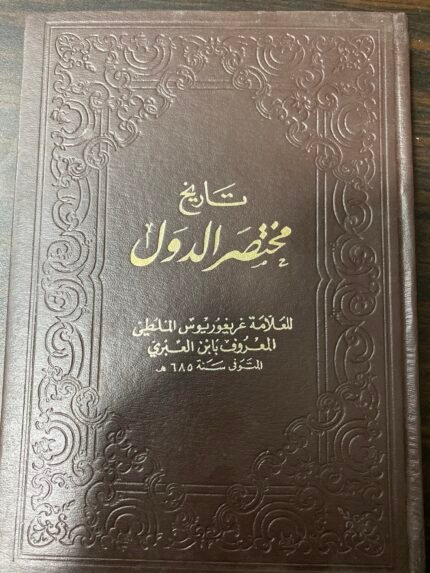 تاريخ
مختصر الدول
للعلامة غريغوريوس الملطي
المعروف بابن العبري
المتوفى سنة ٦٨٥ هـ